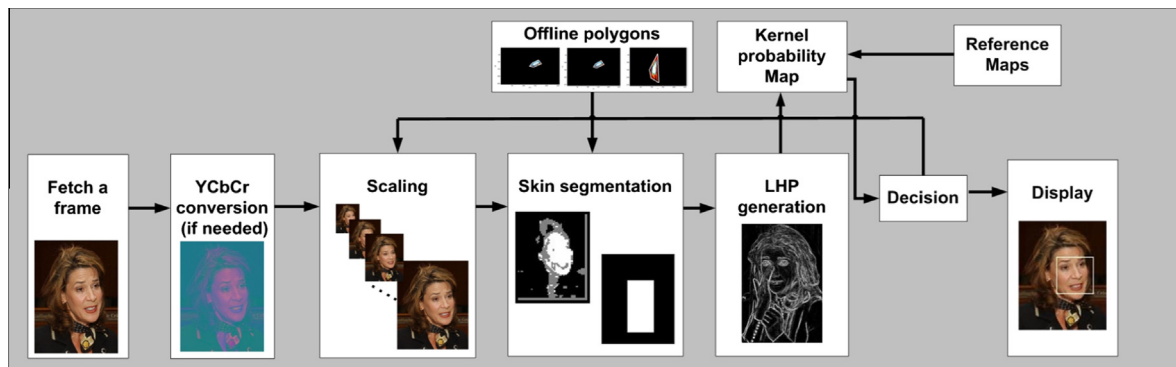 Offline polygons
Kernel
probability
Map
Reference
Maps
Fetch a
frame
YCbCr
conversion
(if needed)
Scaling
Skin segmentation
LHP
generation
Decision
Display